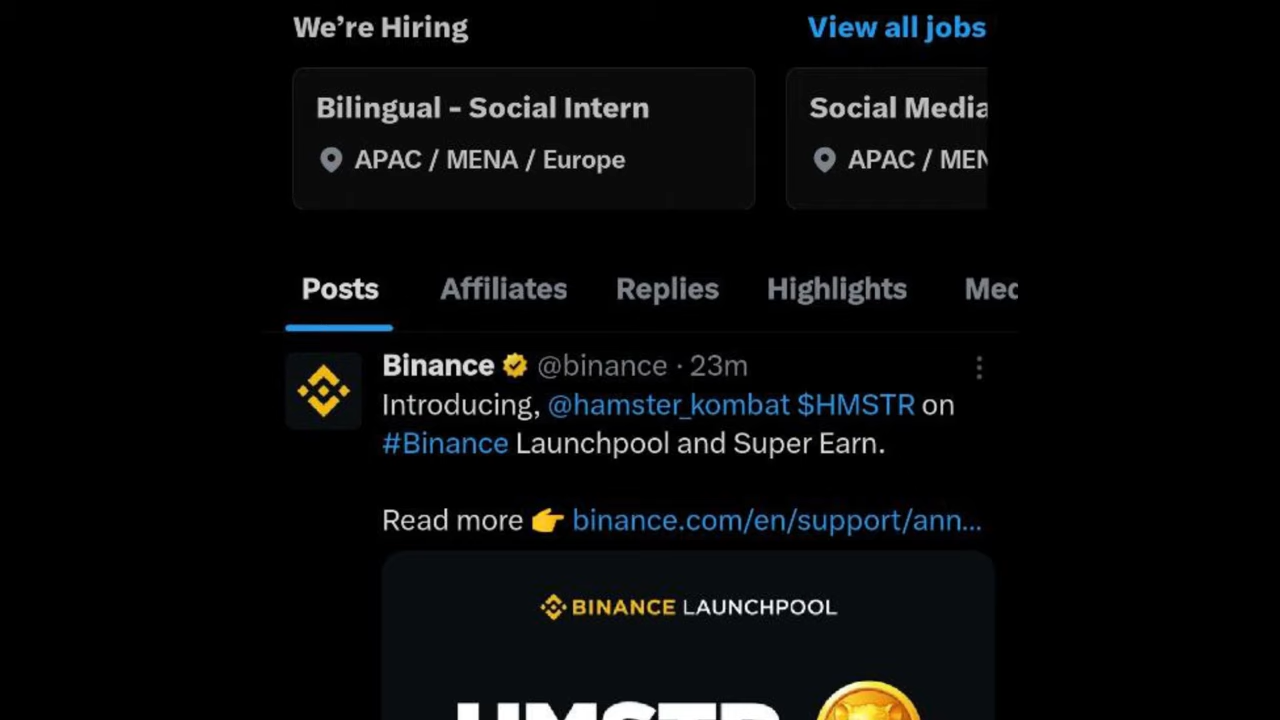 We're Hiring
View all jobs
Bilingual - Social Intern
APAC / MENA / Europe
Social Media
APAC / MEN
Posts Affiliates Replies Highlights Med
Binance @binance · 23m
Introducing, @hamster_kombat $HMSTR on
#Binance Launchpool and Super Earn.
Read more 👉 binance.com/en/support/ann...
BINANCE LAUNCHPOOL
HMSTR